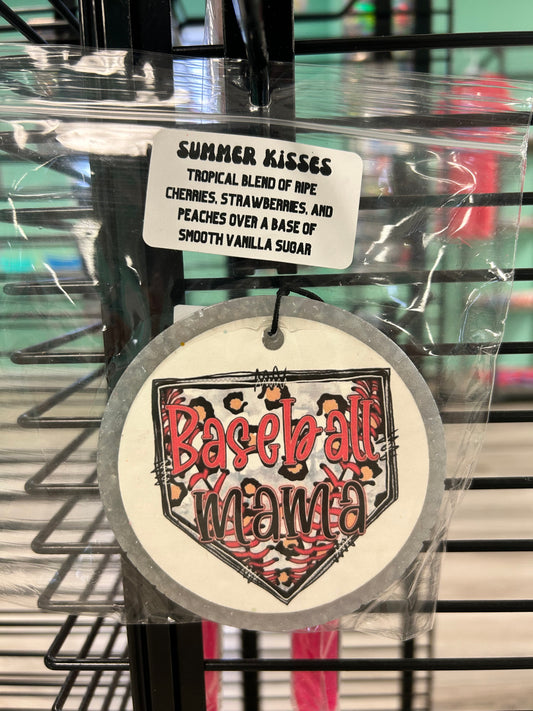 SUMMER KISSES
TROPICAL BLEND OF RIPE
CHERRIES, STRAWBERRIES, AND
PEACHES OVER A BASE OF
SMOOTH VANILLA SUGAR
Baseball
mama